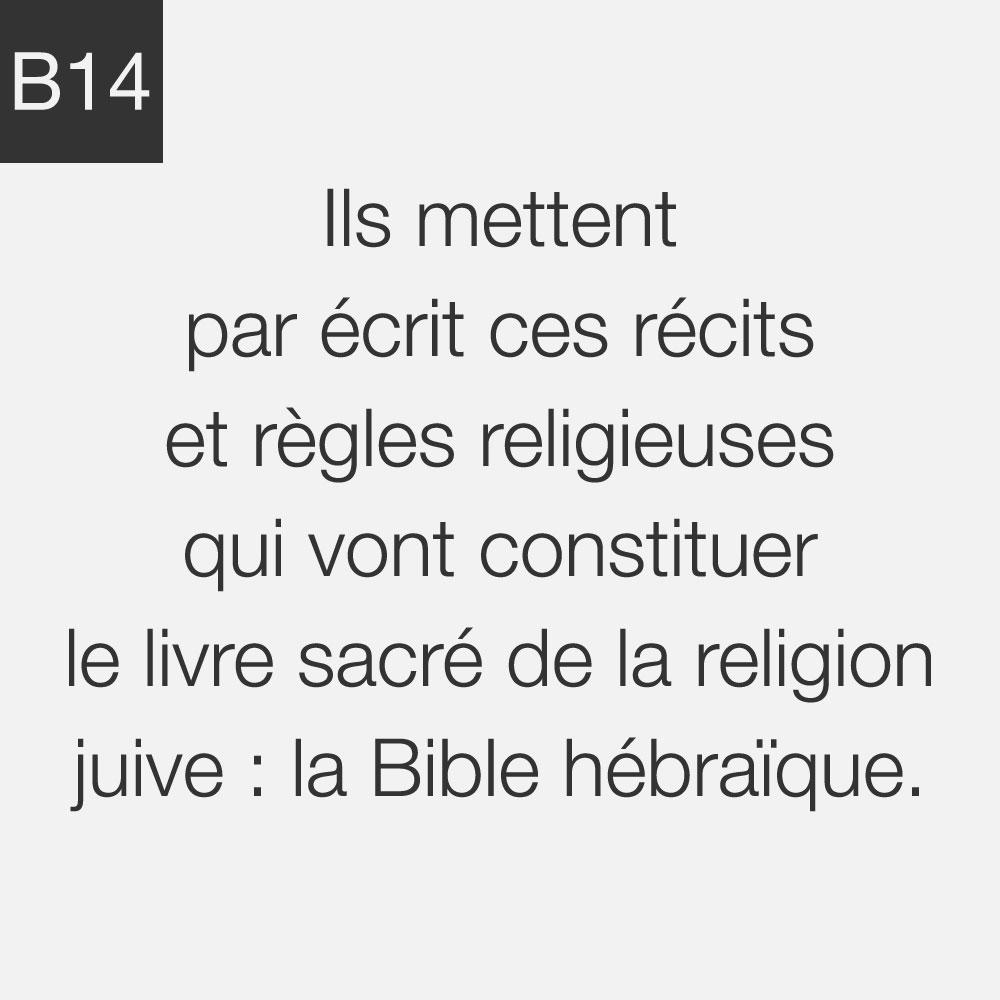 B14
Ils mettent
par écrit ces récits
et règles religieuses
qui vont constituer
le livre sacré de la religion
juive : la Bible hébraïque.